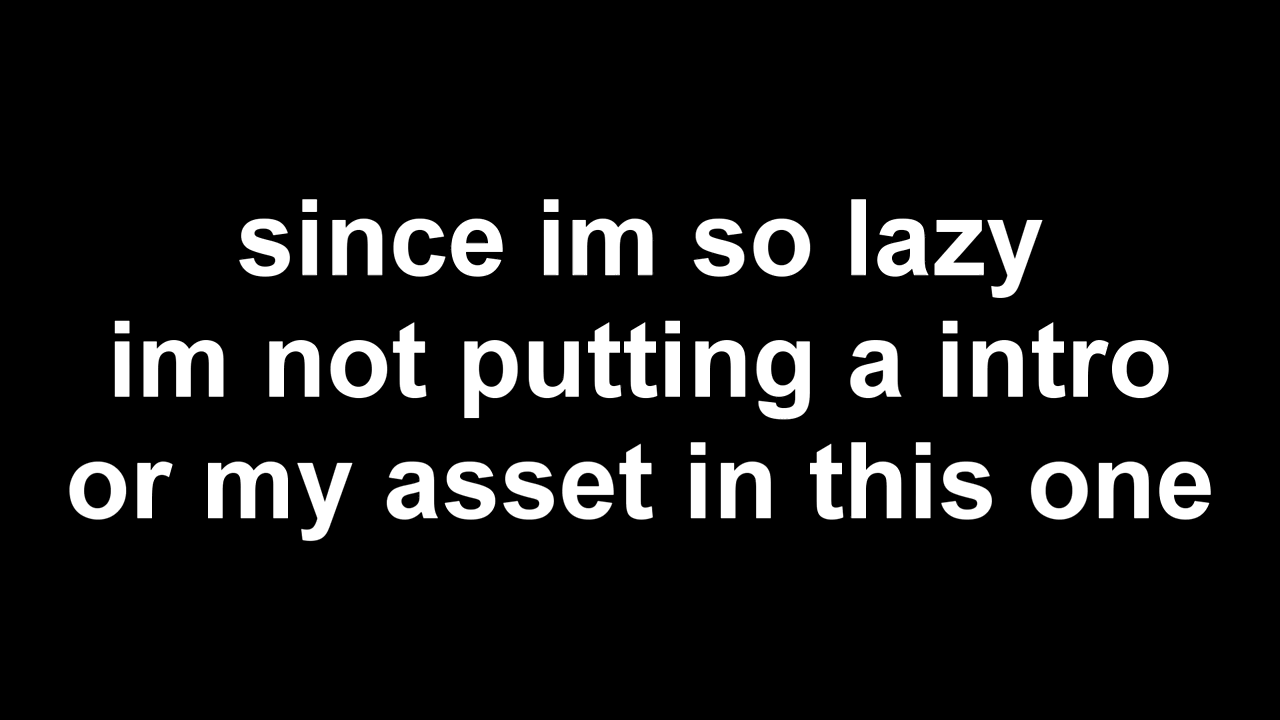 since im so lazy
im not putting a intro
or my asset in this one